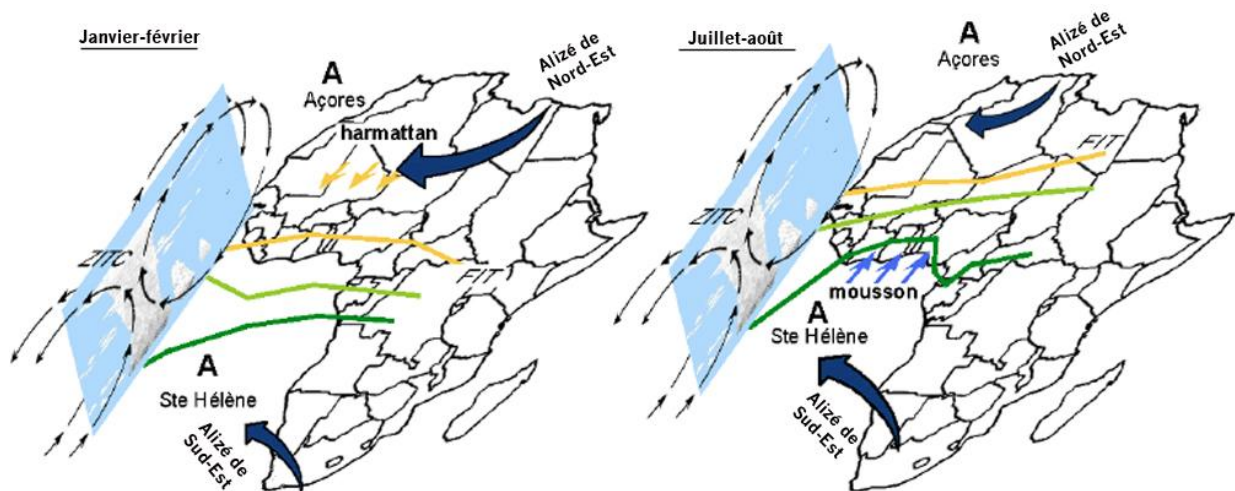 Janvier-février
A
Açores
harmattan
Alizé de
Nord-Est
ZITC
FIT
A
Ste Hélène
Alizé de
Sud-Est
Juillet-août
A
Açores
Alizé de
Nord-Est
FIT
ZITC
mousson
A
Ste Hélène
Alizé de
Sud-Est